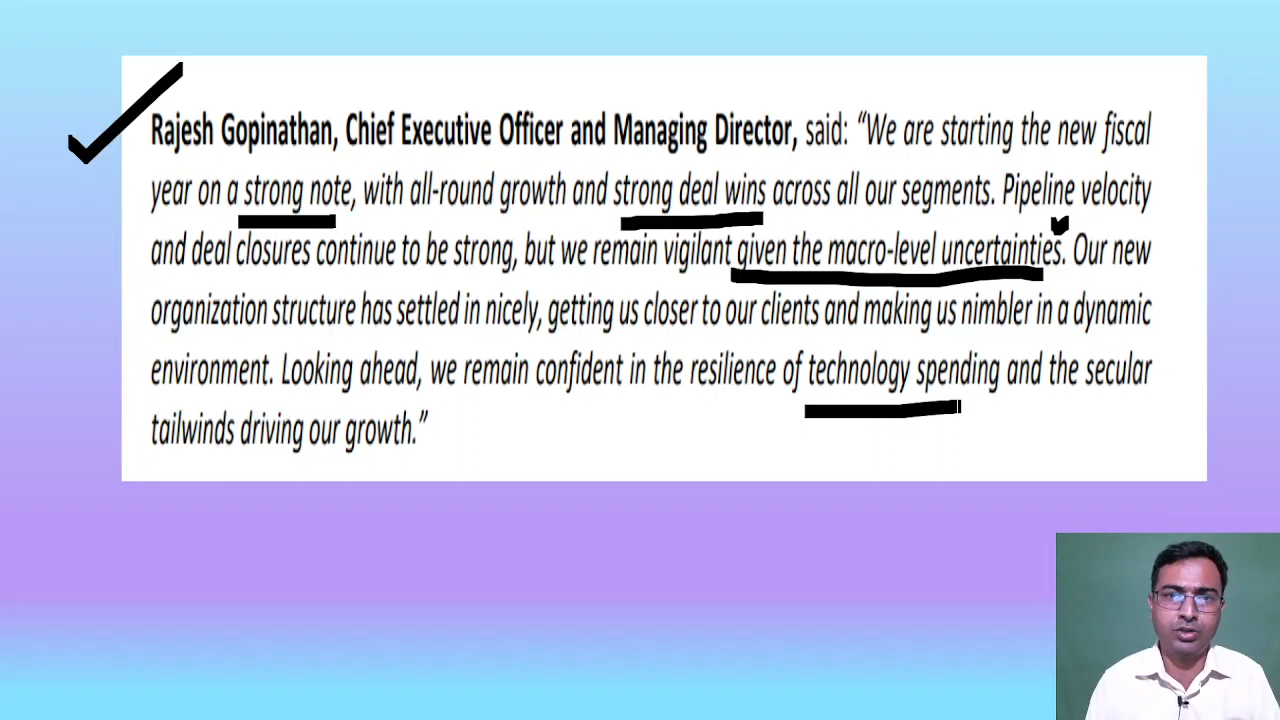 Rajesh Gopinathan, Chief Executive Officer and Managing Director, said: “We are starting the new fiscal
year on a strong note, with all-round growth and strong deal wins across all our segments. Pipeline velocity
and deal closures continue to be strong, but we remain vigilant given the macro-level uncertainties. Our new
organization structure has settled in nicely, getting us closer to our clients and making us nimbler in a dynamic
environment. Looking ahead, we remain confident in the resilience of technology spending and the secular
tailwinds driving our growth.”